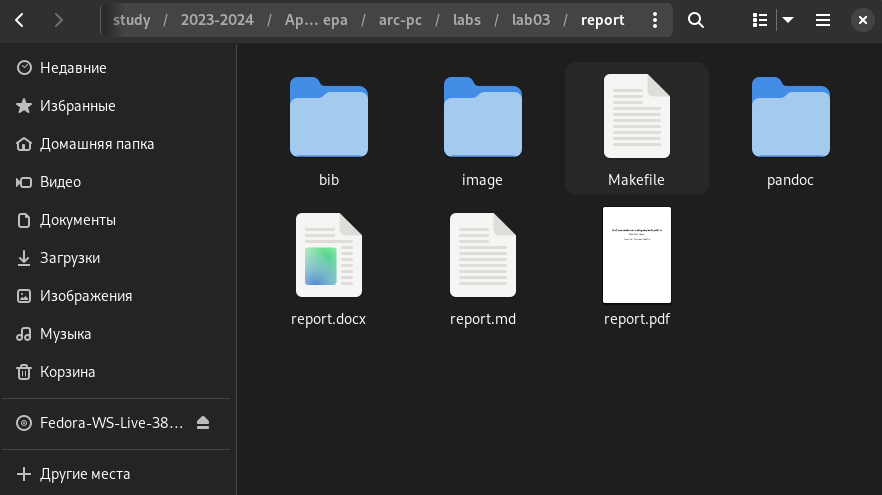 study / 2023-2024 / Ap… ера / arc-pc / labs / lab03 / report
Недавние
Избранные
Домашняя папка
Видео
Документы
Загрузки
Изображения
Музыка
Корзина
Fedora-WS-Live-38…
Другие места
bib
image
Makefile
pandoc
report.docx
report.md
report.pdf